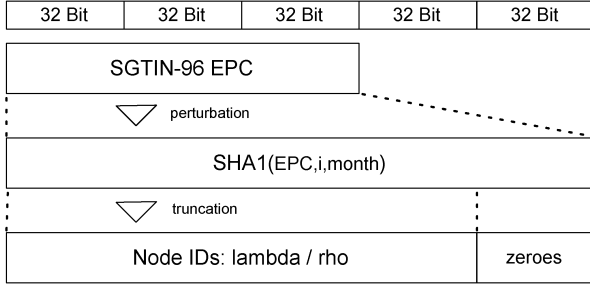 32 Bit 32 Bit 32 Bit 32 Bit 32 Bit
SGTIN-96 EPC
perturbation
SHA1(EPC,i,month)
truncation
Node IDs: lambda / rho zeroes